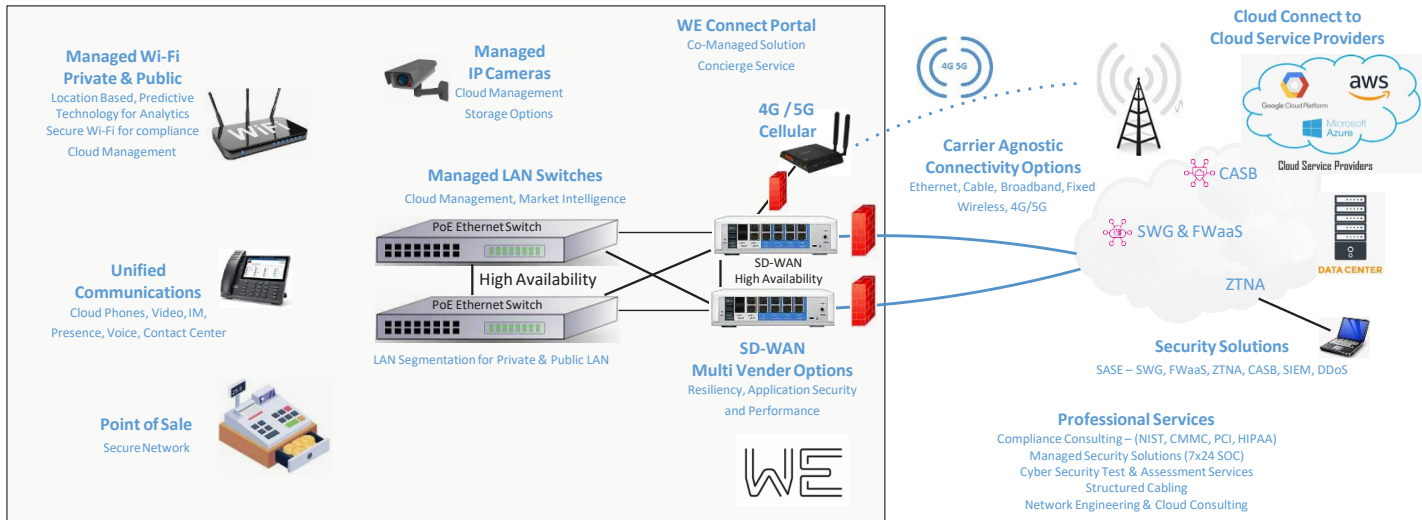 Managed Wi-Fi
Private & Public
Location Based, Predictive
Technology for Analytics
Secure Wi-Fi for compliance
Cloud Management
WiFi
Managed
IP Cameras
Cloud Management
Storage Options
WE Connect Portal
Co-Managed Solution
Concierge Service
4G / 5G
Cellular
4G 5G
Cloud Connect to
Cloud Service Providers
Google Cloud Platform
aws
Microsoft
Azure
Cloud Service Providers
Carrier Agnostic
Connectivity Options
Ethernet, Cable, Broadband, Fixed
Wireless, 4G/5G
CASB
SWG & FWaaS
DATA CENTER
ZTNA
Managed LAN Switches
Cloud Management, Market Intelligence
PoE Ethernet Switch
High Availability
PoE Ethernet Switch
LAN Segmentation for Private & Public LAN
SD-WAN
High Availability
SD-WAN
Multi Vender Options
Resiliency, Application Security
and Performance
Unified
Communications
Cloud Phones, Video, IM,
Presence, Voice, Contact Center
Point of Sale
Secure Network
WE
Security Solutions
SASE – SWG, FWaaS, ZTNA, CASB, SIEM, DDoS
Professional Services
Compliance Consulting – (NIST, CMMC, PCI, HIPAA)
Managed Security Solutions (7x24 SOC)
Cyber Security Test & Assessment Services
Structured Cabling
Network Engineering & Cloud Consulting